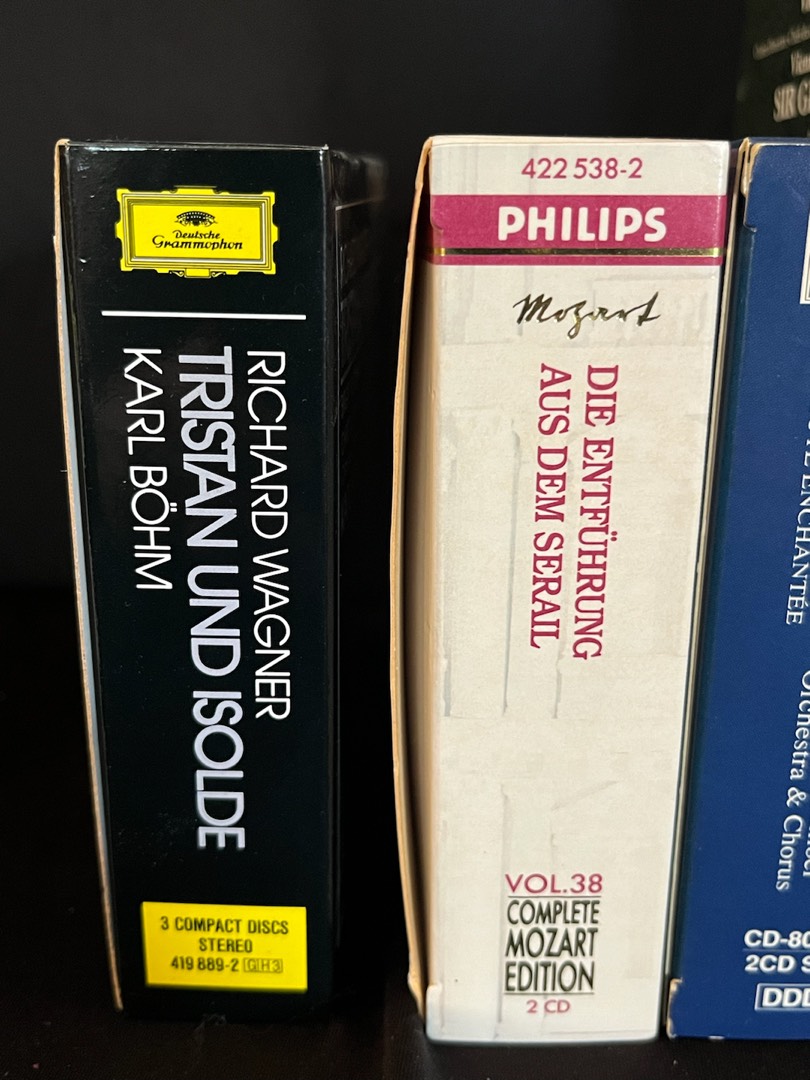 Deutsche
Grammophon
RICHARD WAGNER
TRISTAN UND ISOLDE
KARL BÖHM
3 COMPACT DISCS
STEREO
419 889-2 GH3
422 538-2
PHILIPS
Mozart
DIE ENTFÜHRUNG
AUS DEM SERAIL
VOL.38
COMPLETE
MOZART
EDITION
2 CD
ENCHANTÉE
Orchestra & Chorus
CD-80
2CD S
DDD
SIR